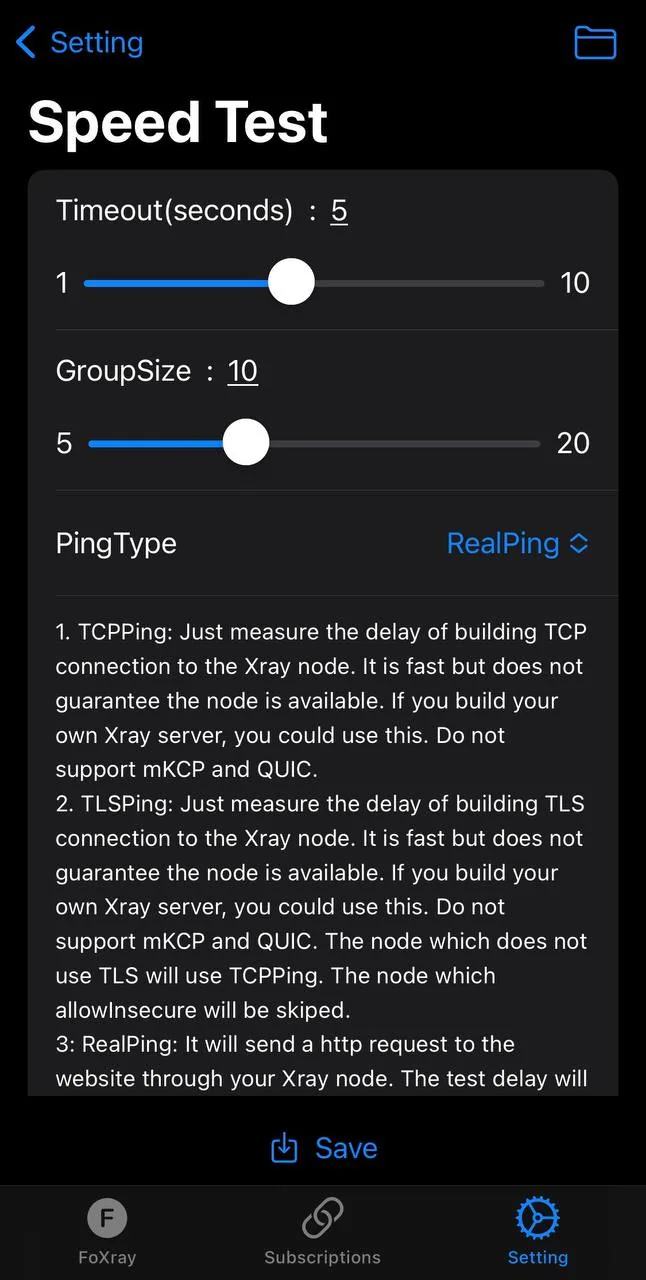 Setting
Speed Test
Timeout(seconds) : 5
1 10
GroupSize : 10
5 20
PingType RealPing
1. TCPPing: Just measure the delay of building TCP
connection to the Xray node. It is fast but does not
guarantee the node is available. If you build your
own Xray server, you could use this. Do not
support mKCP and QUIC.
2. TLSPing: Just measure the delay of building TLS
connection to the Xray node. It is fast but does not
guarantee the node is available. If you build your
own Xray server, you could use this. Do not
support mKCP and QUIC. The node which does not
use TLS will use TCPPing. The node which
allowInsecure will be skiped.
3: RealPing: It will send a http request to the
website through your Xray node. The test delay will
Save
F
FoXray Subscriptions Setting